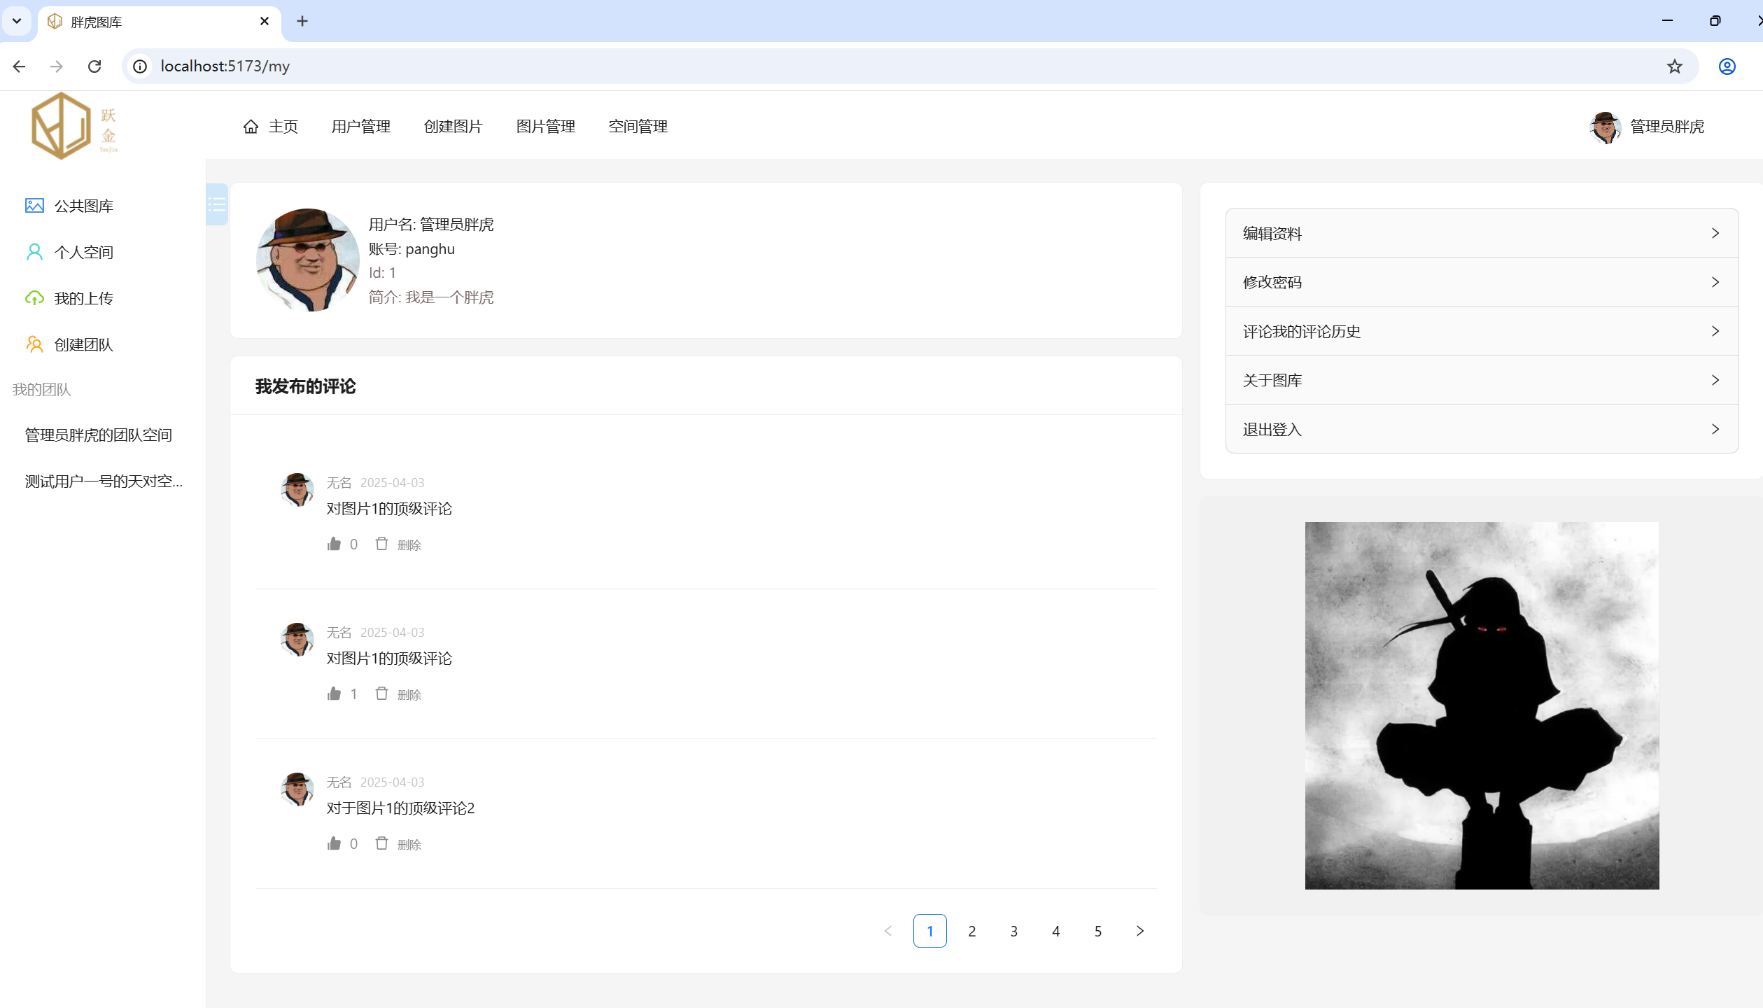 胖虎图库
localhost:5173/my
跃金
YueJin
主页 用户管理 创建图片 图片管理 空间管理
管理员胖虎
公共图库
个人空间
我的上传
创建团队
我的团队
管理员胖虎的团队空间
测试用户一号的天对空...
用户名: 管理员胖虎
账号: panghu
Id: 1
简介: 我是一个胖虎
我发布的评论
无名 2025-04-03
对图片1的顶级评论
0 删除
无名 2025-04-03
对图片1的顶级评论
1 删除
无名 2025-04-03
对于图片1的顶级评论2
0 删除
1 2 3 4 5
编辑资料
修改密码
评论我的评论历史
关于图库
退出登入